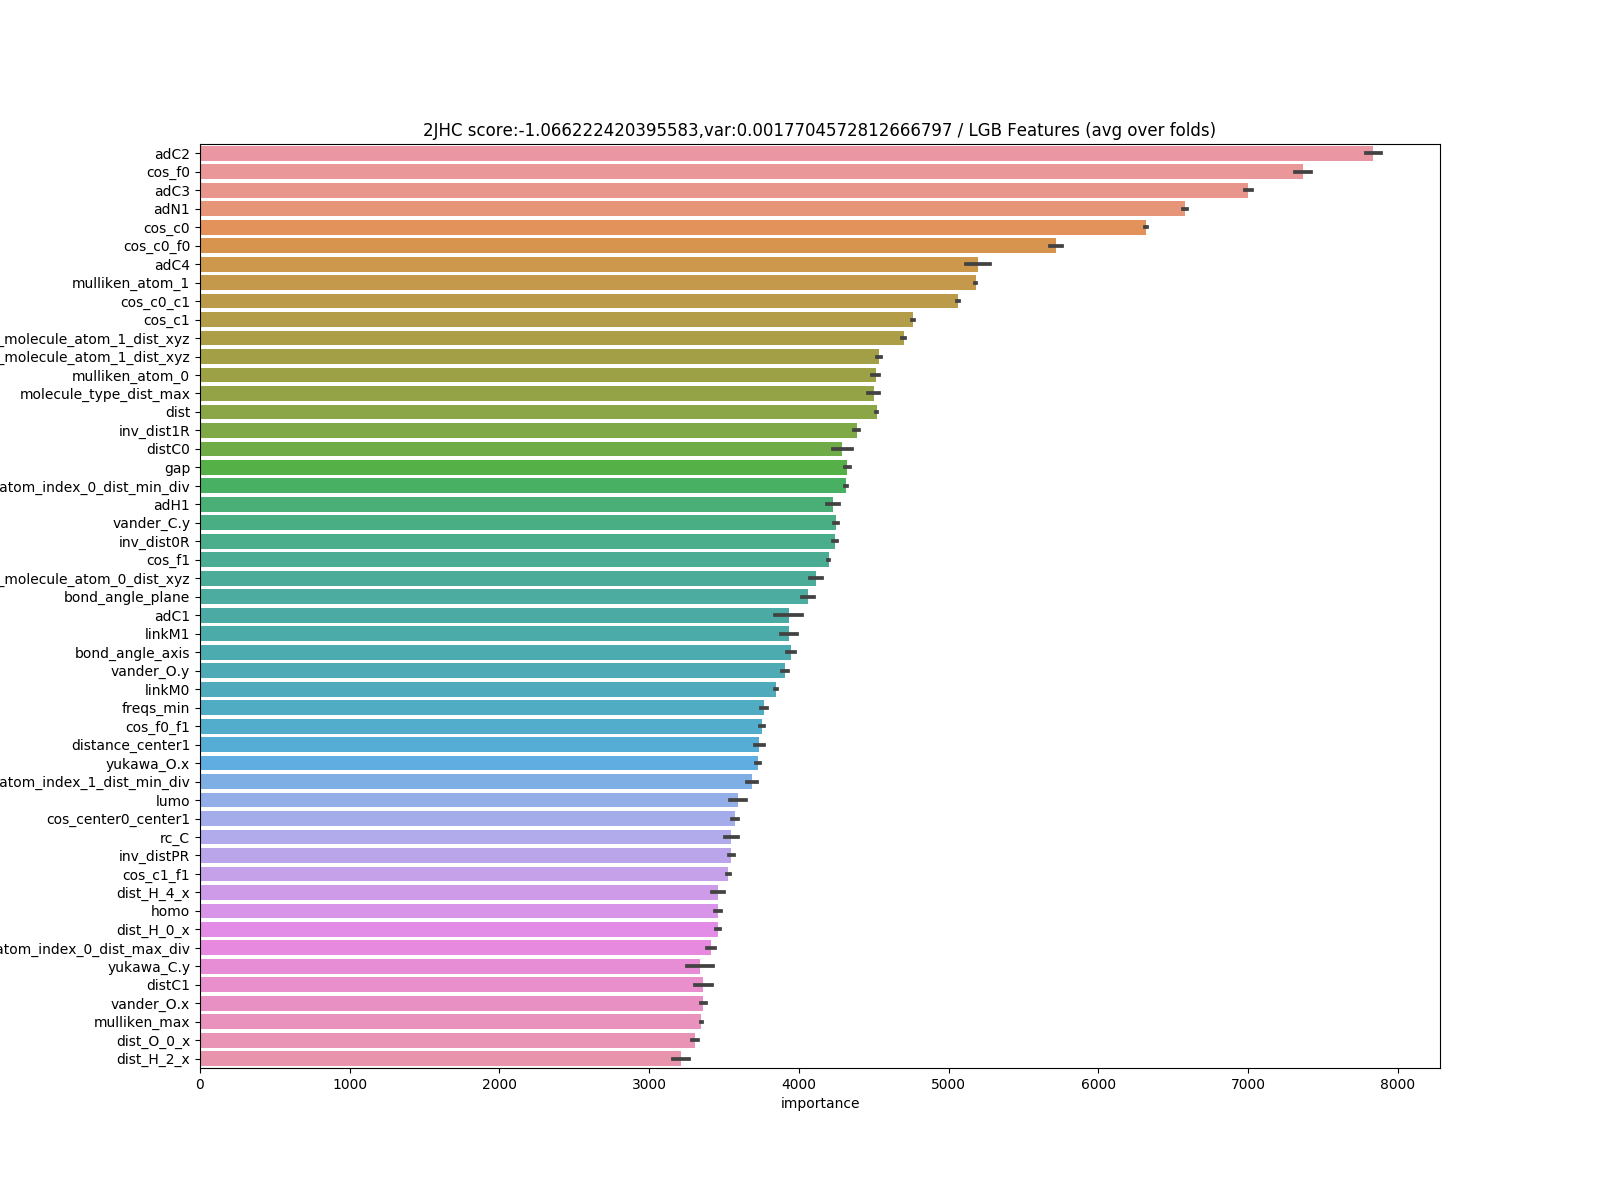 2JHC score:-1.066222420395583,var:0.0017704572812666797 / LGB Features (avg over folds)
adC2
cos_f0
adC3
adN1
cos_c0
cos_c0_f0
adC4
mulliken_atom_1
cos_c0_c1
cos_c1
_molecule_atom_1_dist_xyz
_molecule_atom_1_dist_xyz
mulliken_atom_0
molecule_type_dist_max
dist
inv_dist1R
distC0
gap
atom_index_0_dist_min_div
adH1
vander_C.y
inv_dist0R
cos_f1
_molecule_atom_0_dist_xyz
bond_angle_plane
adC1
linkM1
bond_angle_axis
vander_O.y
linkM0
freqs_min
cos_f0_f1
distance_center1
yukawa_O.x
atom_index_1_dist_min_div
lumo
cos_center0_center1
rc_C
inv_distPR
cos_c1_f1
dist_H_4_x
homo
dist_H_0_x
atom_index_0_dist_max_div
yukawa_C.y
distC1
vander_O.x
mulliken_max
dist_O_0_x
dist_H_2_x
0 1000 2000 3000 4000 5000 6000 7000 8000
importance